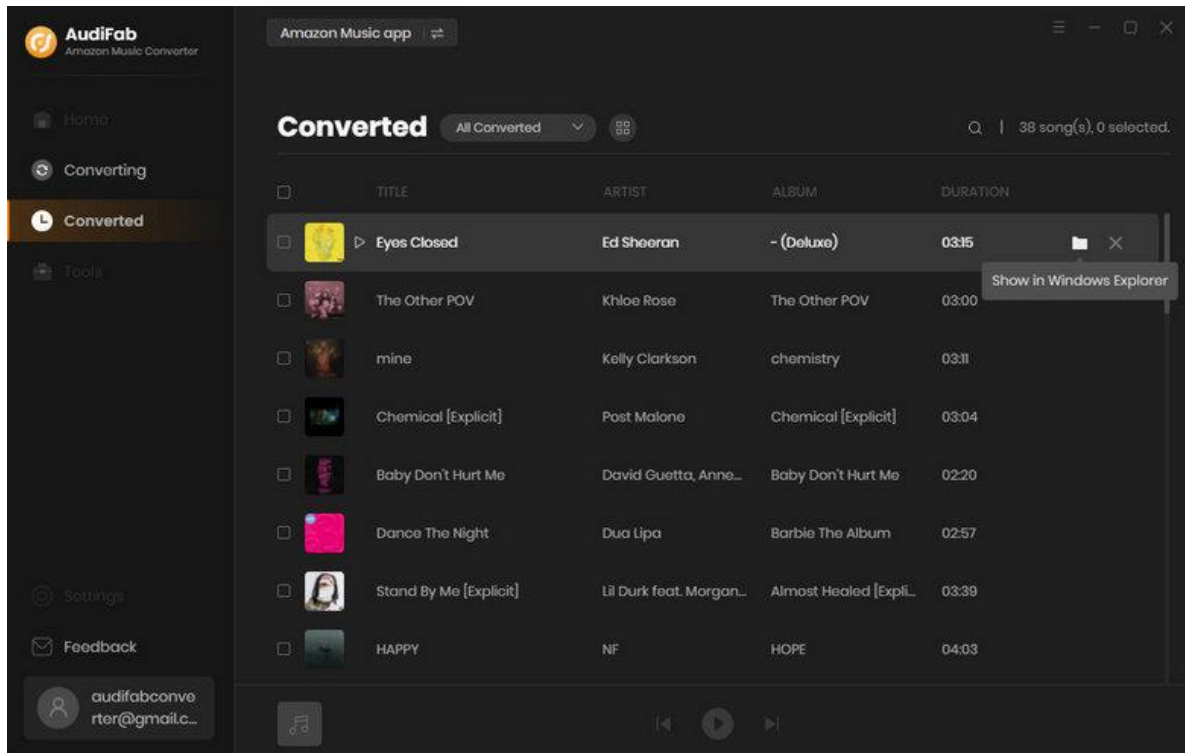 AudiFab
Amazon Music Converter
Home
Converting
Converted
Tools
Settings
Feedback
audifabconve
rter@gmail.c...
Amazon Music app
Converted
All Converted
38 song(s), 0 selected.
TITLE ARTIST ALBUM DURATION
Eyes Closed Ed Sheeran - (Deluxe) 03:15
Show in Windows Explorer
The Other POV Khloe Rose The Other POV 03:00
mine Kelly Clarkson chemistry 03:11
Chemical [Explicit] Post Malone Chemical [Explicit] 03:04
Baby Don't Hurt Me David Guetta, Anne... Baby Don't Hurt Me 02:20
Dance The Night Dua Lipa Barbie The Album 02:57
Stand By Me [Explicit] Lil Durk feat. Morgan... Almost Healed [Expli... 03:39
HAPPY NF HOPE 04:03